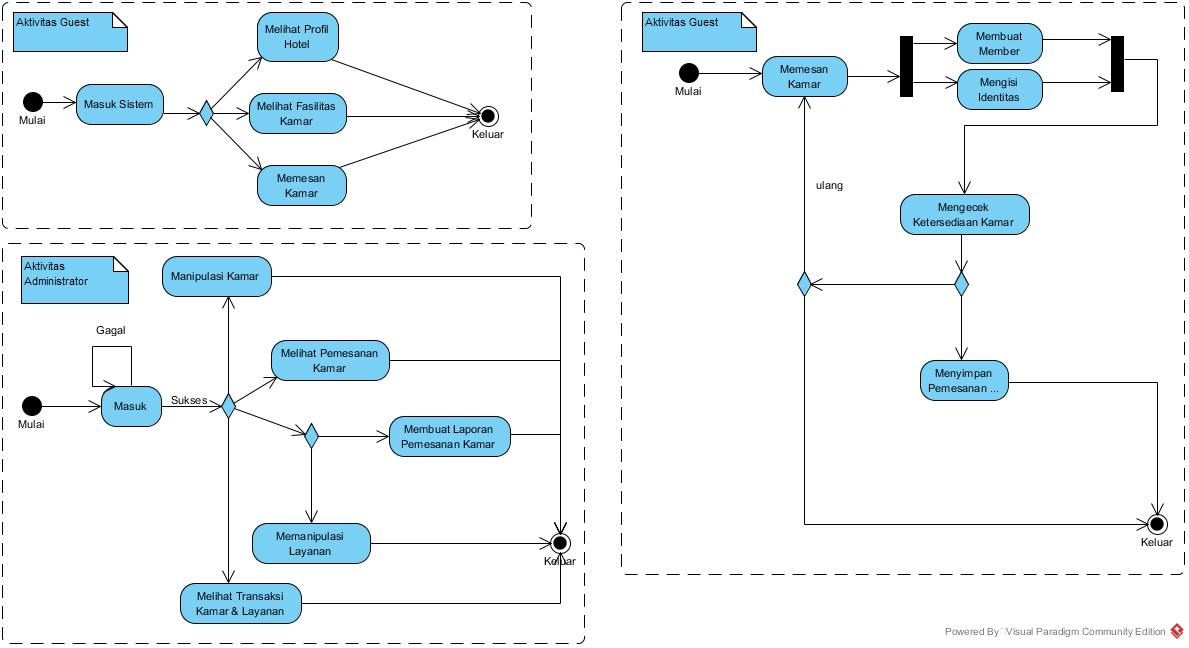 Aktivitas Guest
Melihat Profil
Hotel
Mulai
Masuk Sistem
Melihat Fasilitas
Kamar
Memesan
Kamar
Keluar
Aktivitas
Administrator
Manipulasi Kamar
Gagal
Mulai
Masuk
Sukses
Melihat Pemesanan
Kamar
Membuat Laporan
Pemesanan Kamar
Memanipulasi
Layanan
Melihat Transaksi
Kamar & Layanan
Keluar
Aktivitas Guest
Mulai
Memesan
Kamar
Membuat
Member
Mengisi
Identitas
ulang
Mengecek
Ketersediaan Kamar
Menyimpan
Pemesanan ...
Keluar
Powered By Visual Paradigm Community Edition